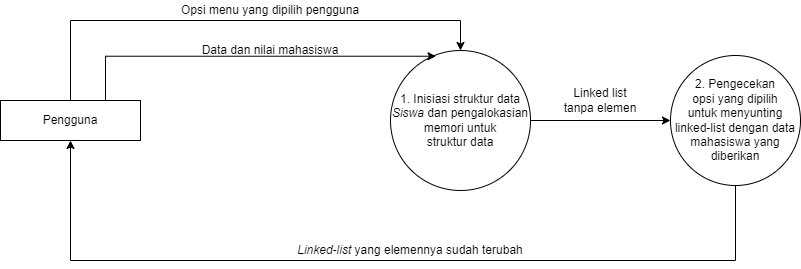 Opsi menu yang dipilih pengguna
Data dan nilai mahasiswa
Pengguna
1. Inisiasi struktur data
Siswa dan pengalokasian
memori untuk
struktur data
Linked list
tanpa elemen
2. Pengecekan
opsi yang dipilih
untuk menyunting
linked-list dengan data
mahasiswa yang
diberikan
Linked-list yang elemennya sudah terubah